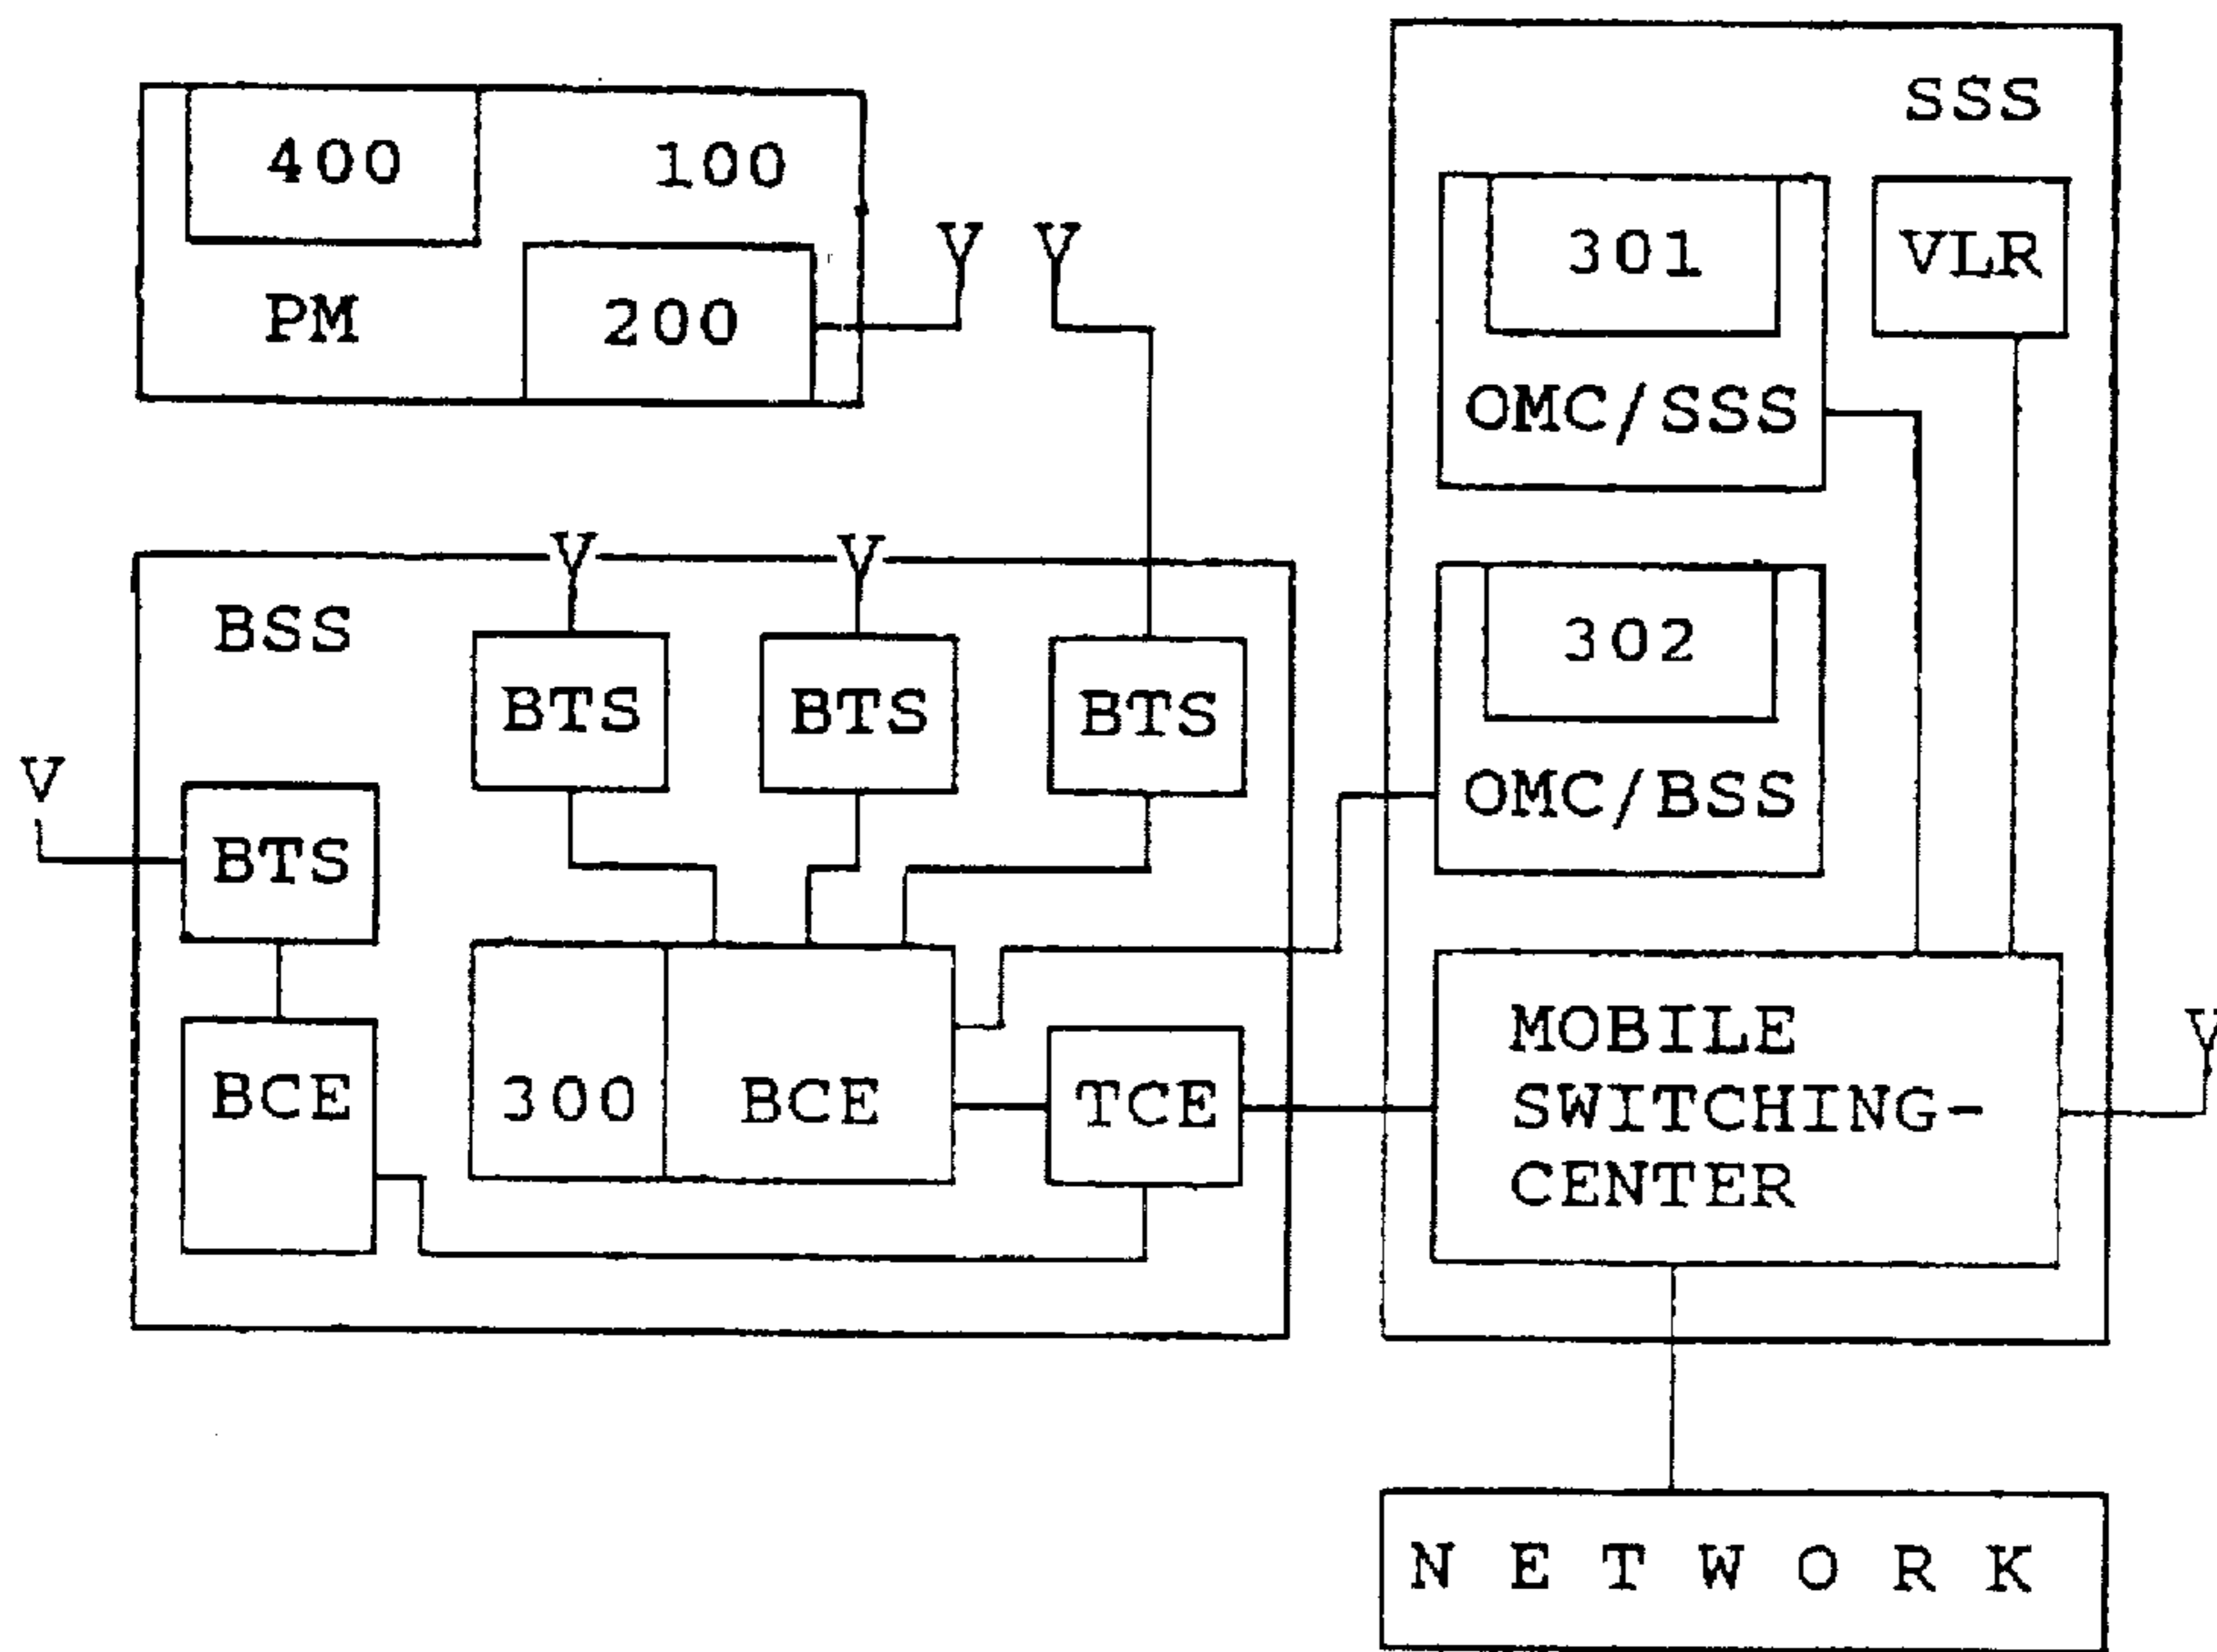 400
100
PM
200
SSS
301
VLR
OMC/SSS
302
OMC/BSS
BSS
BTS
BTS
BTS
BTS
BCE
300
BCE
TCE
MOBILE
SWITCHING-
CENTER
N E T W O R K